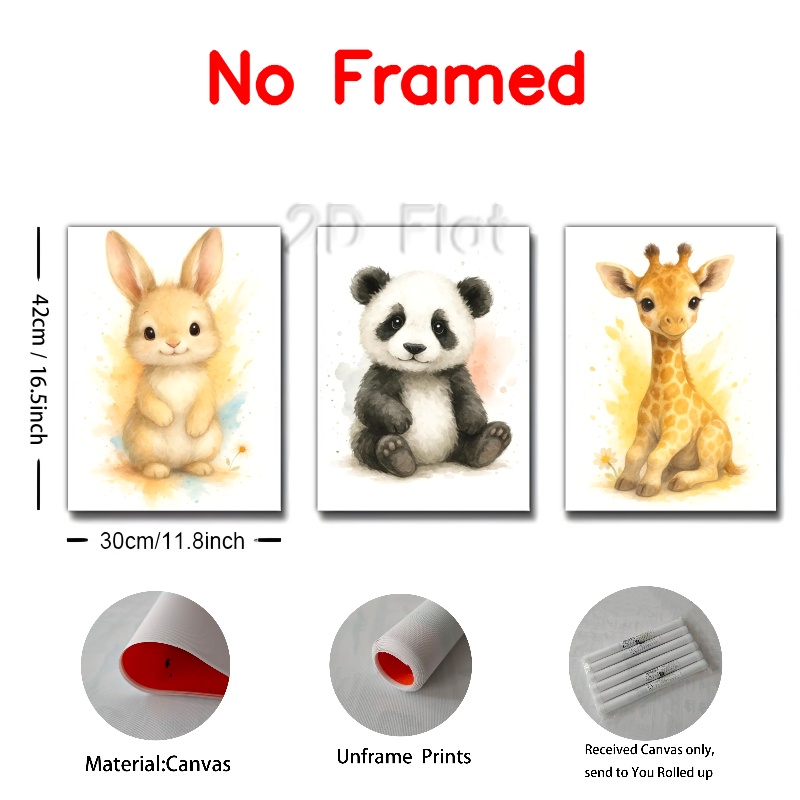 No Framed
2D Flat
42cm / 16.5inch
30cm/11.8inch
Material:Canvas
Unframe Prints
Received Canvas only,
send to You Rolled up